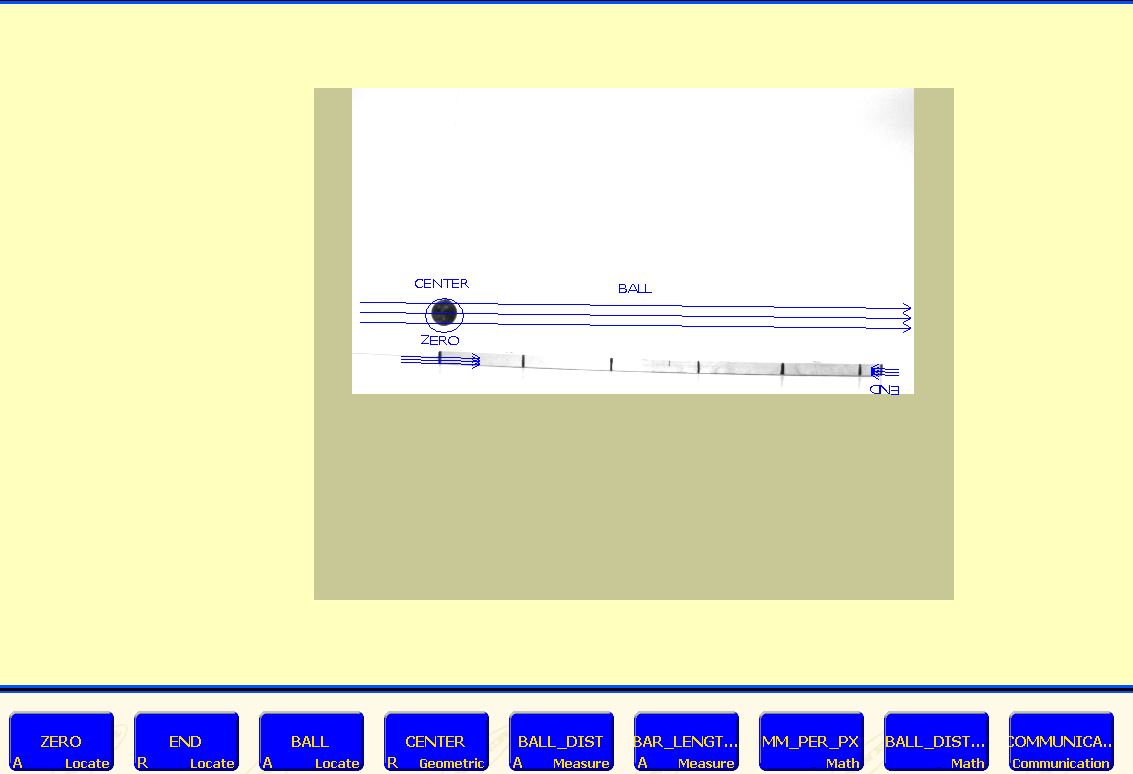 CENTER
BALL
ZERO
END
ZERO
A Locate
END
R Locate
BALL
A Locate
CENTER
R Geometric
BALL_DIST
A Measure
BAR_LENGT...
A Measure
MM_PER_PX
Math
BALL_DIST...
Math
COMMUNICA...
Communication